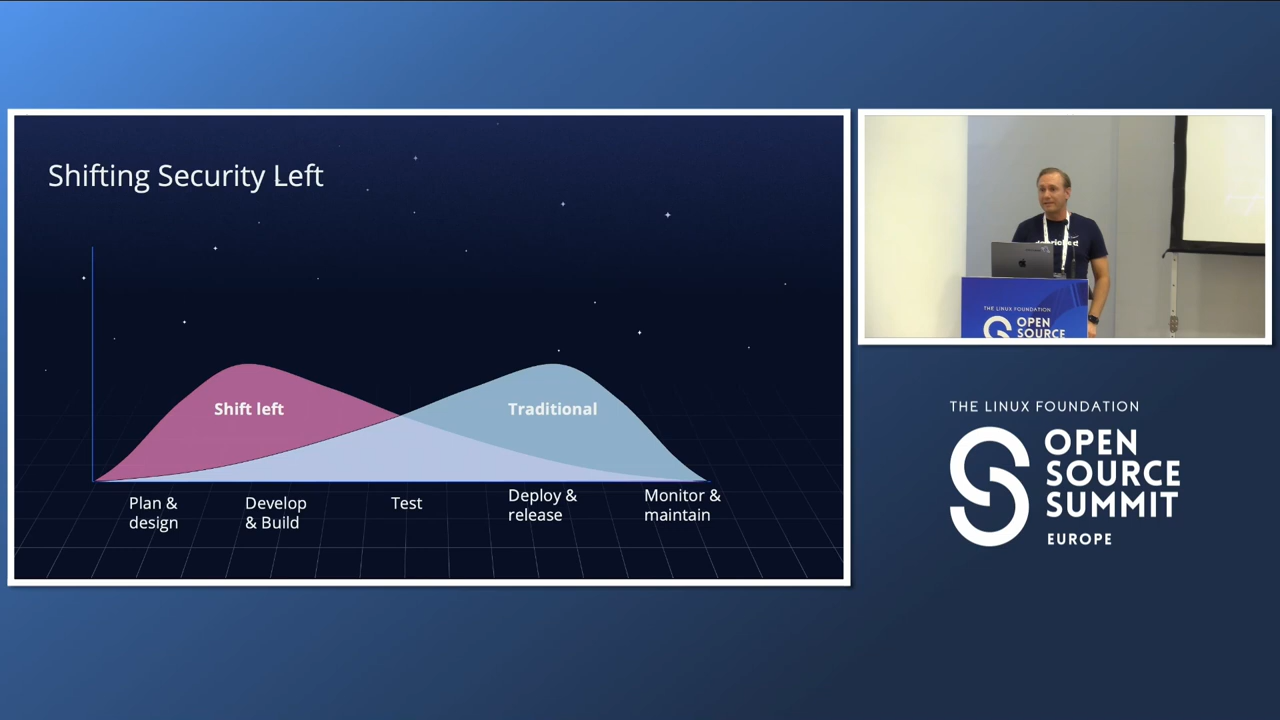 Shifting Security Left
Shift left
Traditional
Plan &
design
Develop
& Build
Test
Deploy &
release
Monitor &
maintain
THE LINUX FOUNDATION
OPEN
SOURCE
THE LINUX FOUNDATION
OPEN
SOURCE
SUMMIT
EUROPE